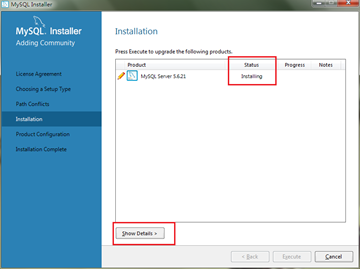 MySQL Installer
MySQL. Installer
Adding Community
License Agreement
Choosing a Setup Type
Path Conflicts
Installation
Product Configuration
Installation Complete
Installation
Press Execute to upgrade the following products.
Product Status Progress Notes
MySQL Server 5.6.21 Installing
Show Details >
< Back Execute Cancel